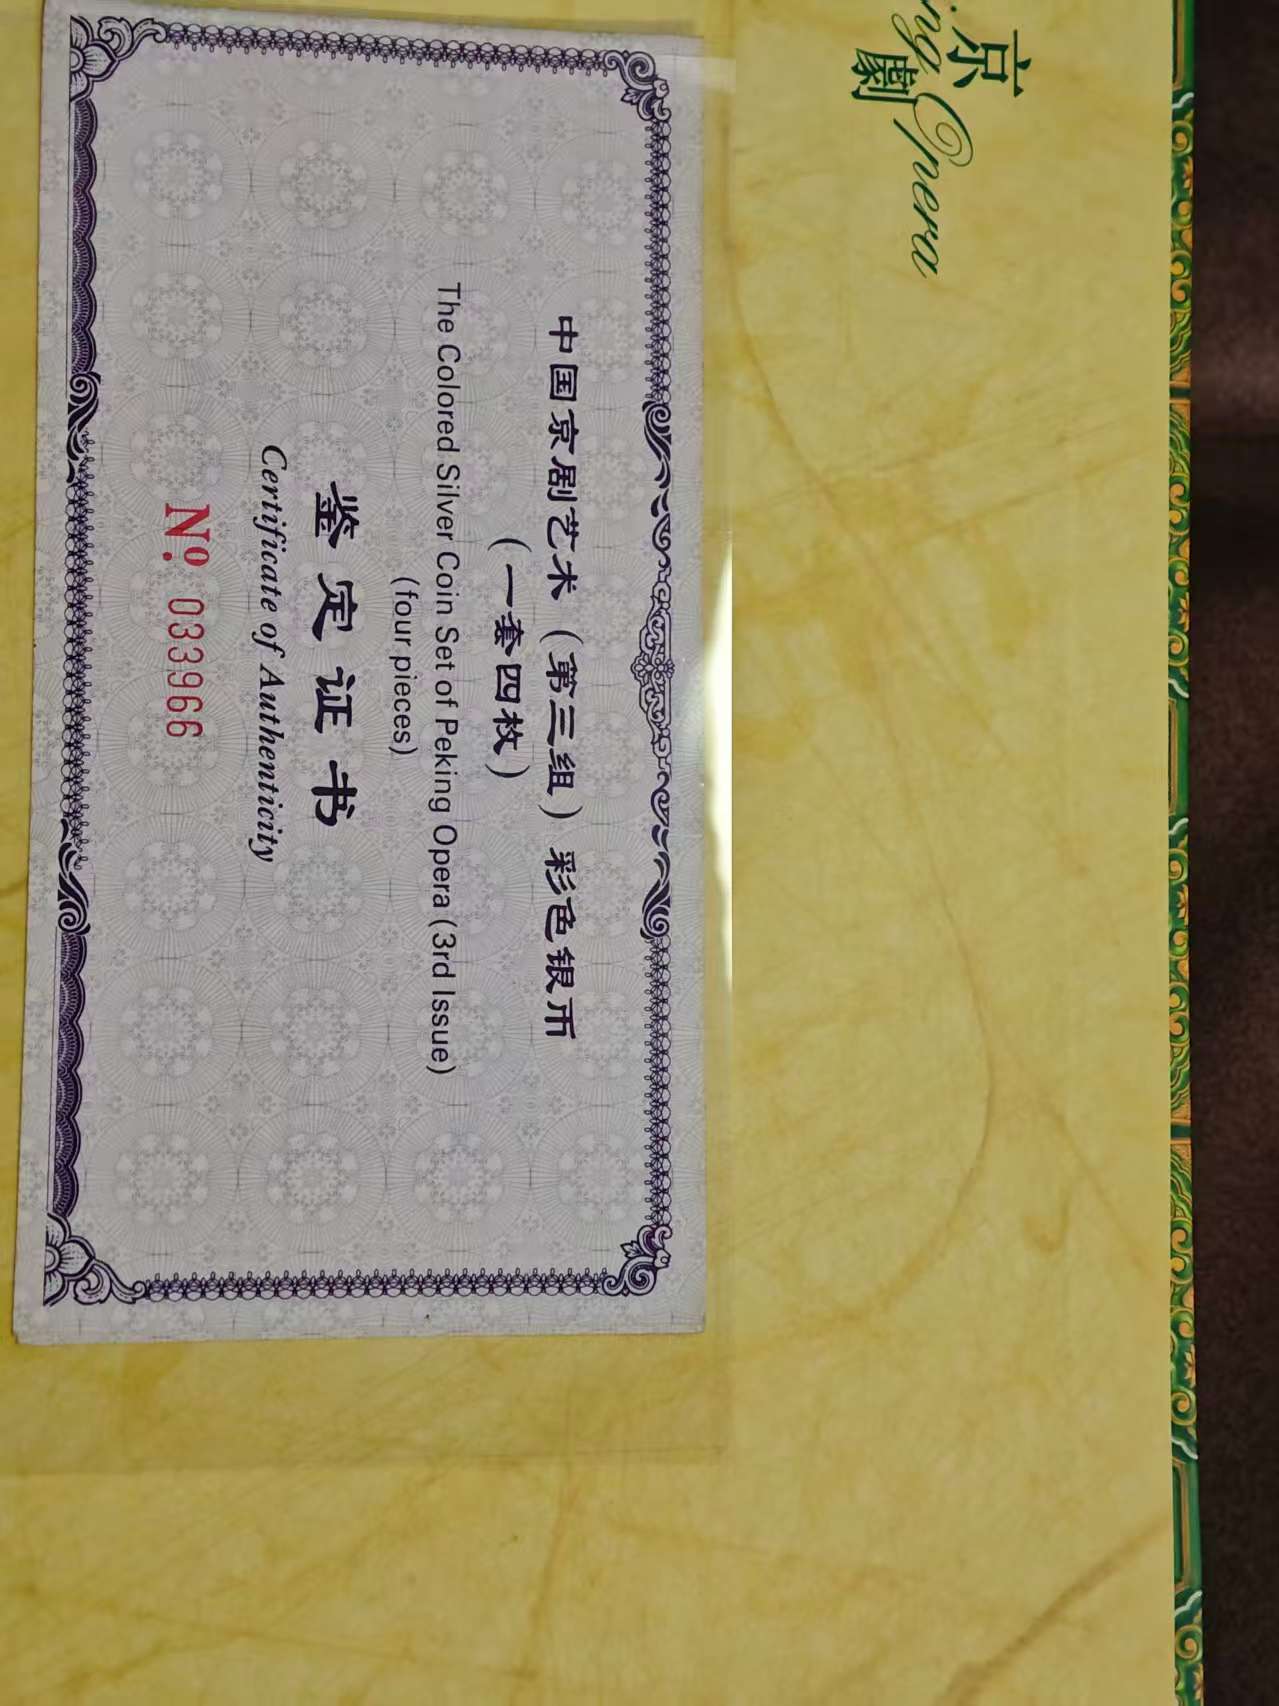 京劇
Opera
中国京剧艺术（第三组）彩色银币
（一套四枚）
The Colored Silver Coin Set of Peking Opera (3rd Issue)
(four pieces)
鉴定证书
Certificate of Authenticity
Nº. 033966